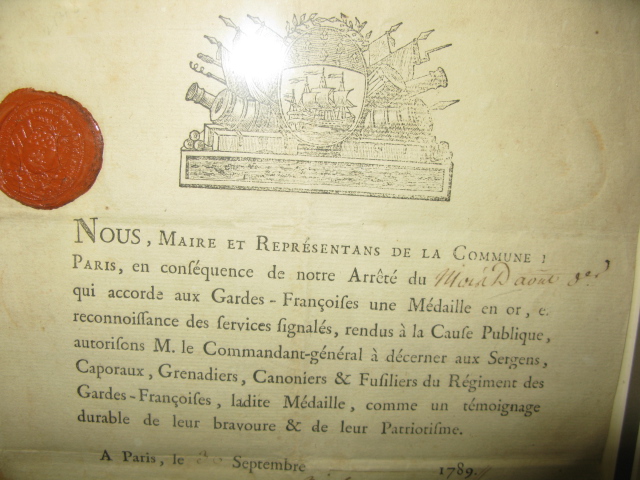 NOUS, MAIRE ET REPRÉSENTANS DE LA COMMUNE
PARIS, en conſéquence de notre Arrêté du Mois D'aout
qui accorde aux Gardes-Françoiſes une Médaille en or, e
reconnoiſſance des ſervices ſignalés, rendus à la Cauſe Publique,
autoriſons M. le Commandant-général à décerner aux Sergens,
Caporaux, Grenadiers, Canoniers & Fuſiliers du Régiment des
Gardes-Françoiſes, ladite Médaille, comme un témoignage
durable de leur bravoure & de leur Patriotiſme.
A Paris, le Septembre 1789.